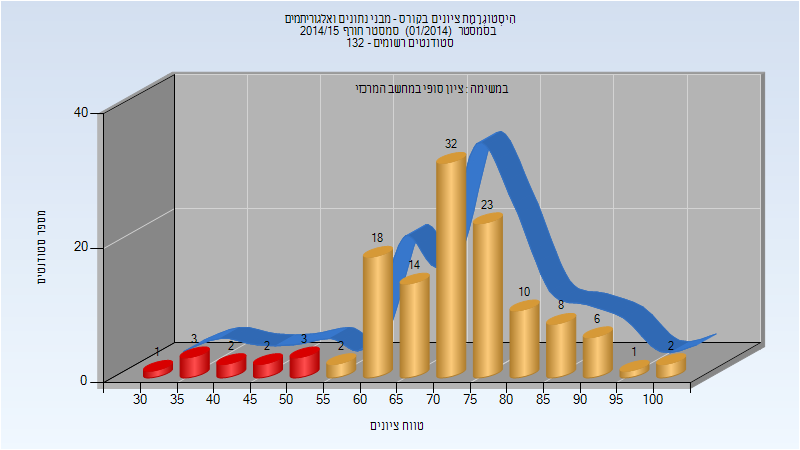 היסטוגרמת ציונים בקורס - מבני נתונים ואלגוריתמים
בסמסטר (01/2014) סמסטר חורף 2014/15
סטודנטים רשומים - 132
במשימה : ציון סופי במחשב המרכזי
מספר סטודנטים
40
20
0
1 3 2 2 3 2 18 14 32 23 10 8 6 1 2
30 35 40 45 50 55 60 65 70 75 80 85 90 95 100
טווח ציונים